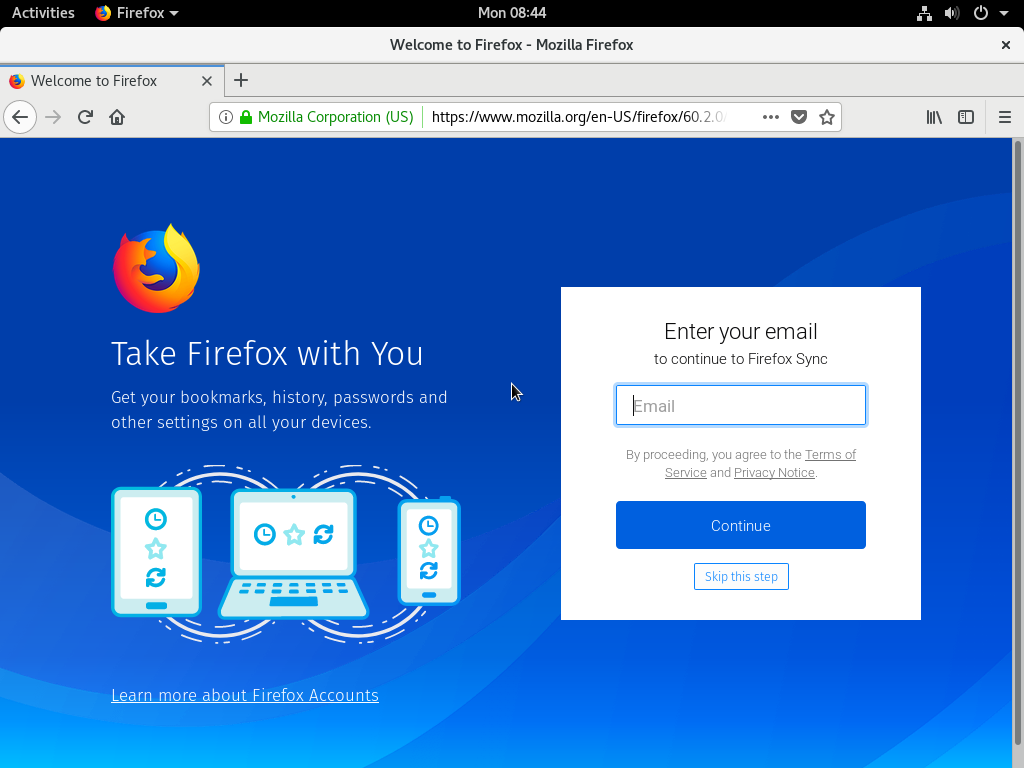 Activities Firefox Mon 08:44
Welcome to Firefox - Mozilla Firefox
Welcome to Firefox
Mozilla Corporation (US) https://www.mozilla.org/en-US/firefox/60.2.0/
Take Firefox with You
Get your bookmarks, history, passwords and
other settings on all your devices.
Learn more about Firefox Accounts
Enter your email
to continue to Firefox Sync
Email
By proceeding, you agree to the Terms of
Service and Privacy Notice.
Continue
Skip this step